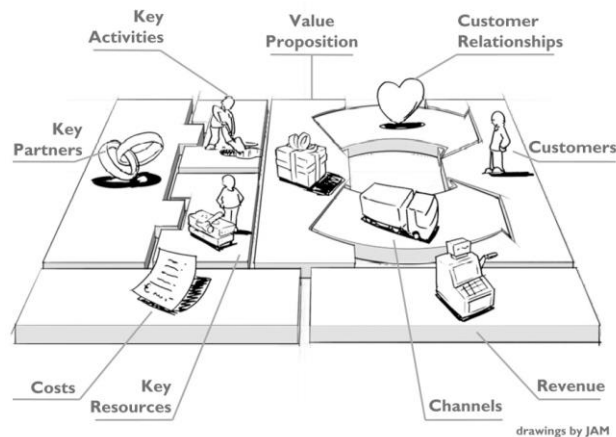 Key
Activities
Value
Proposition
Customer
Relationships
Key
Partners
Customers
Costs
Key
Resources
Channels
Revenue
drawings by JAM